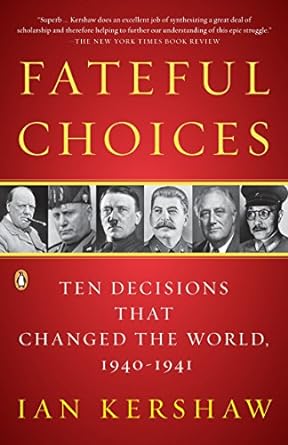 "Superb ... Kershaw does an excellent job of synthesizing a great deal of
scholarship and therefore helping to further our understanding of this epic struggle."
—THE NEW YORK TIMES BOOK REVIEW
FATEFUL
CHOICES
TEN DECISIONS
THAT
CHANGED THE WORLD,
1940-1941
IAN KERSHAW